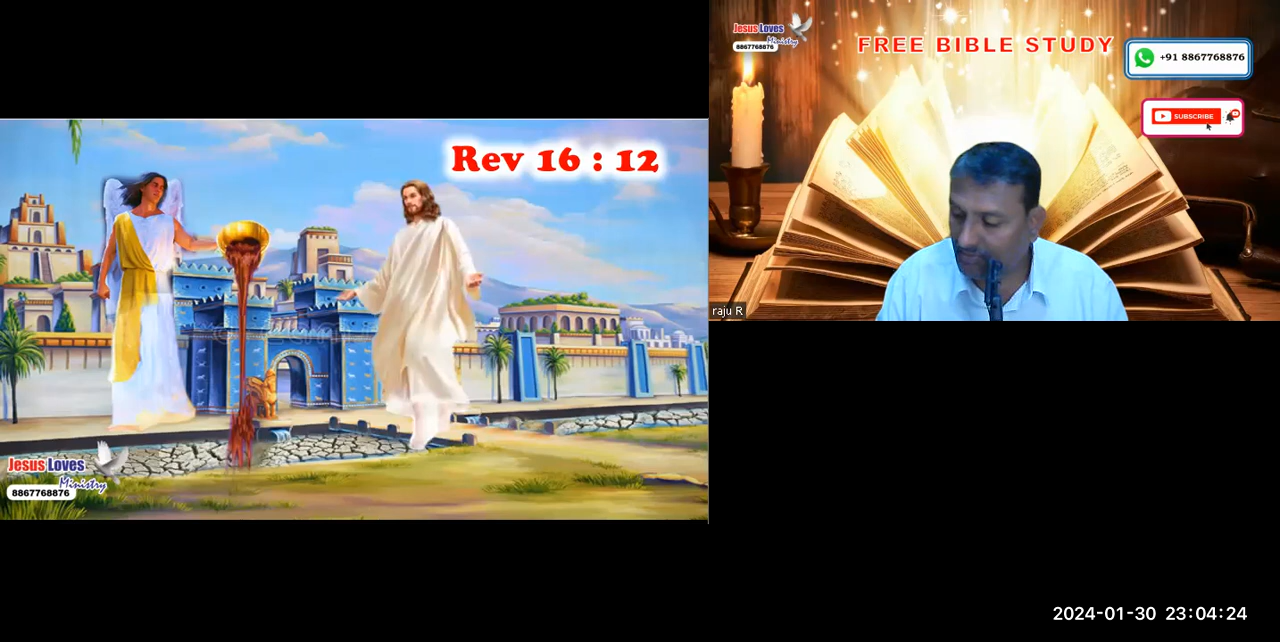 Rev 16 : 12
Jesus Loves
Ministry
8867768876
Jesus Loves
Ministry
8867768876
FREE BIBLE STUDY
+91 8867768876
SUBSCRIBE
raju R
2024-01-30 23:04:24